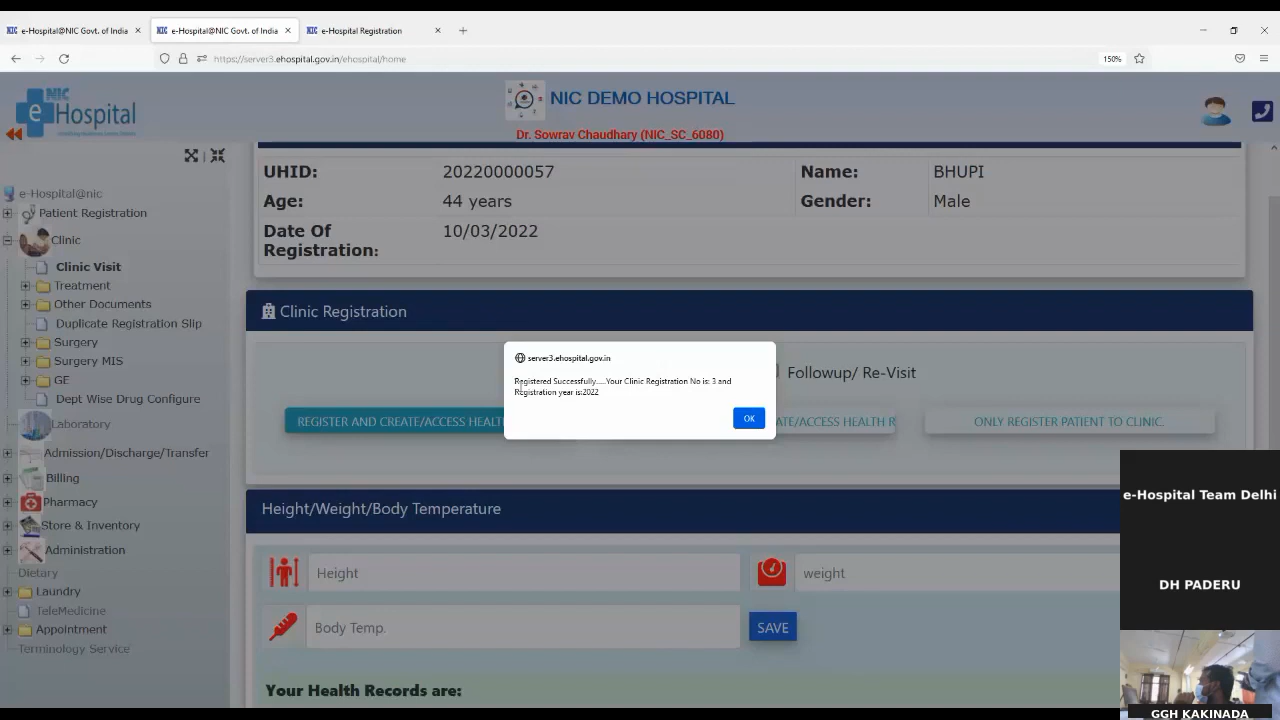 e-Hospital@NIC Govt. of India
e-Hospital@NIC Govt. of India
e-Hospital Registration
https://server3.ehospital.gov.in/ehospital/home
150%
NIC
e Hospital
NIC DEMO HOSPITAL
Dr. Sowrav Chaudhary (NIC_SC_6080)
e-Hospital@nic
Patient Registration
Clinic
Clinic Visit
Treatment
Other Documents
Duplicate Registration Slip
Surgery
Surgery MIS
GE
Dept Wise Drug Configure
Laboratory
Admission/Discharge/Transfer
Billing
Pharmacy
Store & Inventory
Administration
Dietary
Laundry
TeleMedicine
Appointment
Terminology Service
UHID: 20220000057 Name: BHUPI
Age: 44 years Gender: Male
Date Of 10/03/2022
Registration:
Clinic Registration
Followup/ Re-Visit
REGISTER AND CREATE/ACCESS HEALT
ATE/ACCESS HEALTH R
ONLY REGISTER PATIENT TO CLINIC.
server3.ehospital.gov.in
Registered Successfully.....Your Clinic Registration No is: 3 and
Registration year is:2022
OK
Height/Weight/Body Temperature
Height
weight
Body Temp.
SAVE
Your Health Records are:
e-Hospital Team Delhi
DH PADERU
GGH KAKINADA